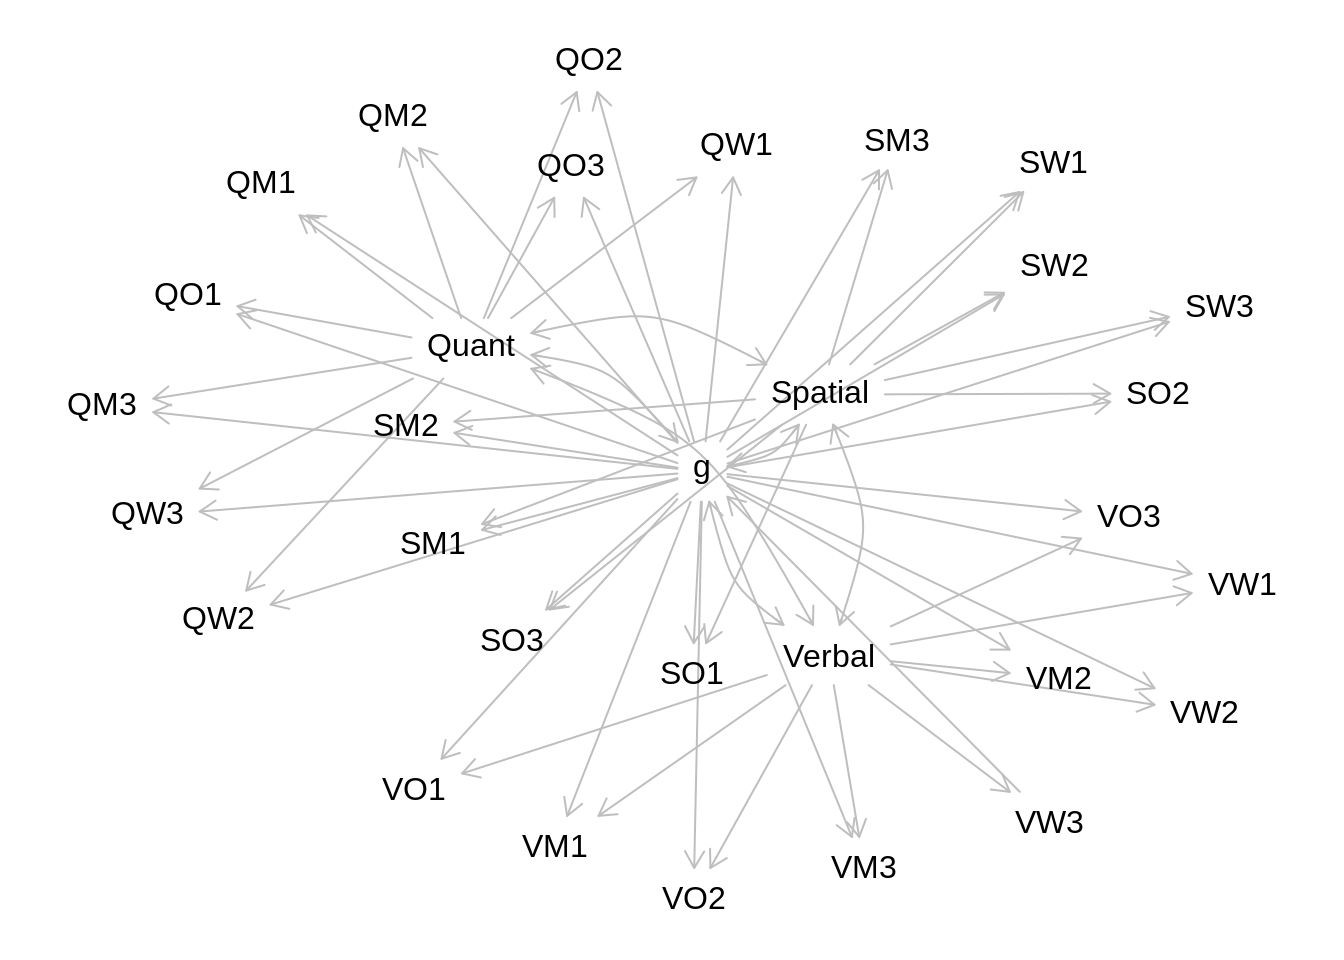 QO2
QM2
SM3
QW1
SW1
QO3
QM1
SW2
QO1
SW3
Quant
Spatial
SO2
QM3
SM2
g
QW3
VO3
SM1
VW1
QW2
SO3
Verbal
SO1
VM2
VW2
VO1
VW3
VM1
VM3
VO2